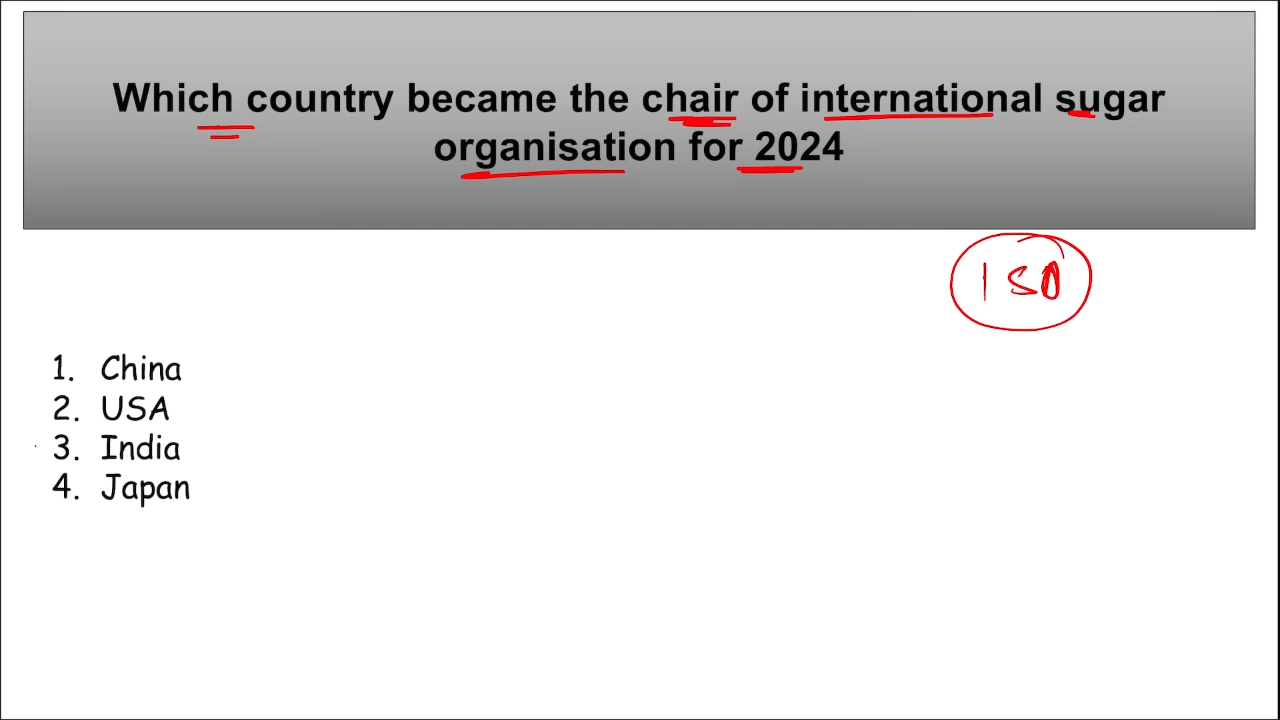 Which country became the chair of international sugar
organisation for 2024
ISO
1. China
2. USA
3. India
4. Japan